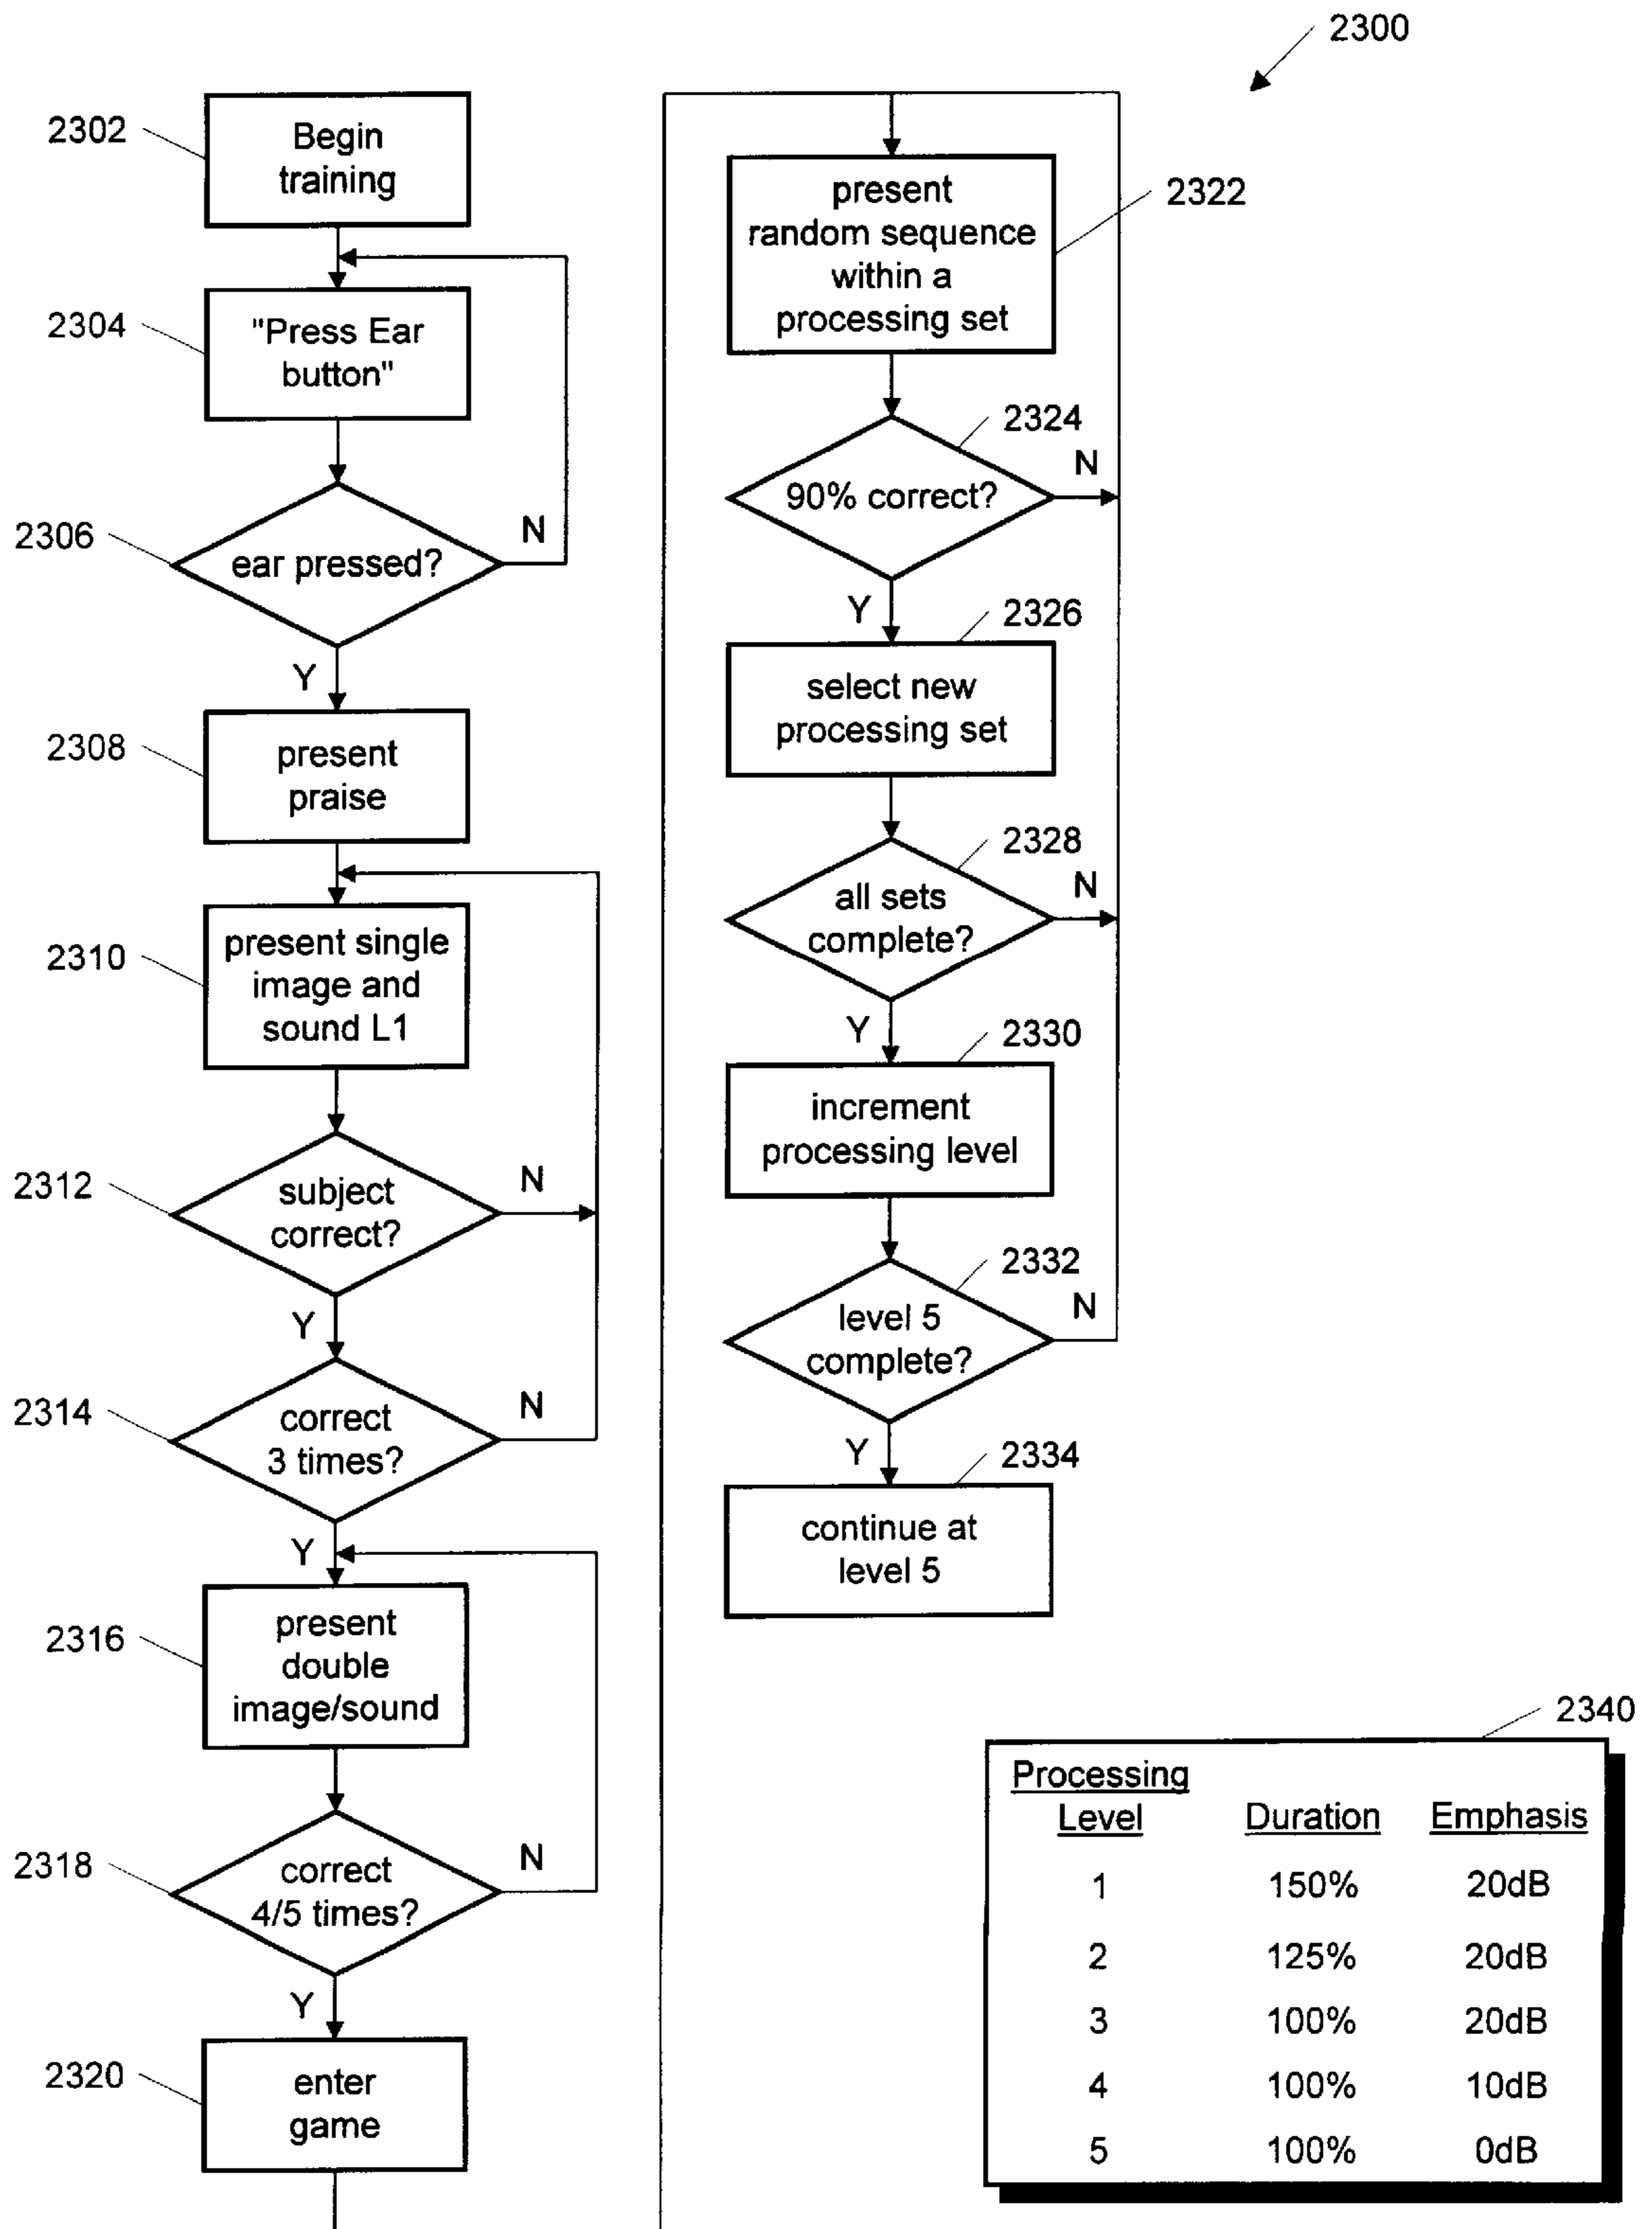 2300
2302
Begin
training
2304
"Press Ear
button"
2306
ear pressed?
N
Y
2308
present
praise
2310
present single
image and
sound L1
2312
subject
correct?
N
Y
2314
correct
3 times?
N
Y
2316
present
double
image/sound
2318
correct
4/5 times?
N
Y
2320
enter
game
present
random sequence
within a
processing set
2322
2324
90% correct?
N
Y
2326
select new
processing set
2328
all sets
complete?
N
Y
2330
increment
processing level
2332
level 5
complete?
N
Y
2334
continue at
level 5
2340
Processing
Level Duration Emphasis
1 150% 20dB
2 125% 20dB
3 100% 20dB
4 100% 10dB
5 100% 0dB